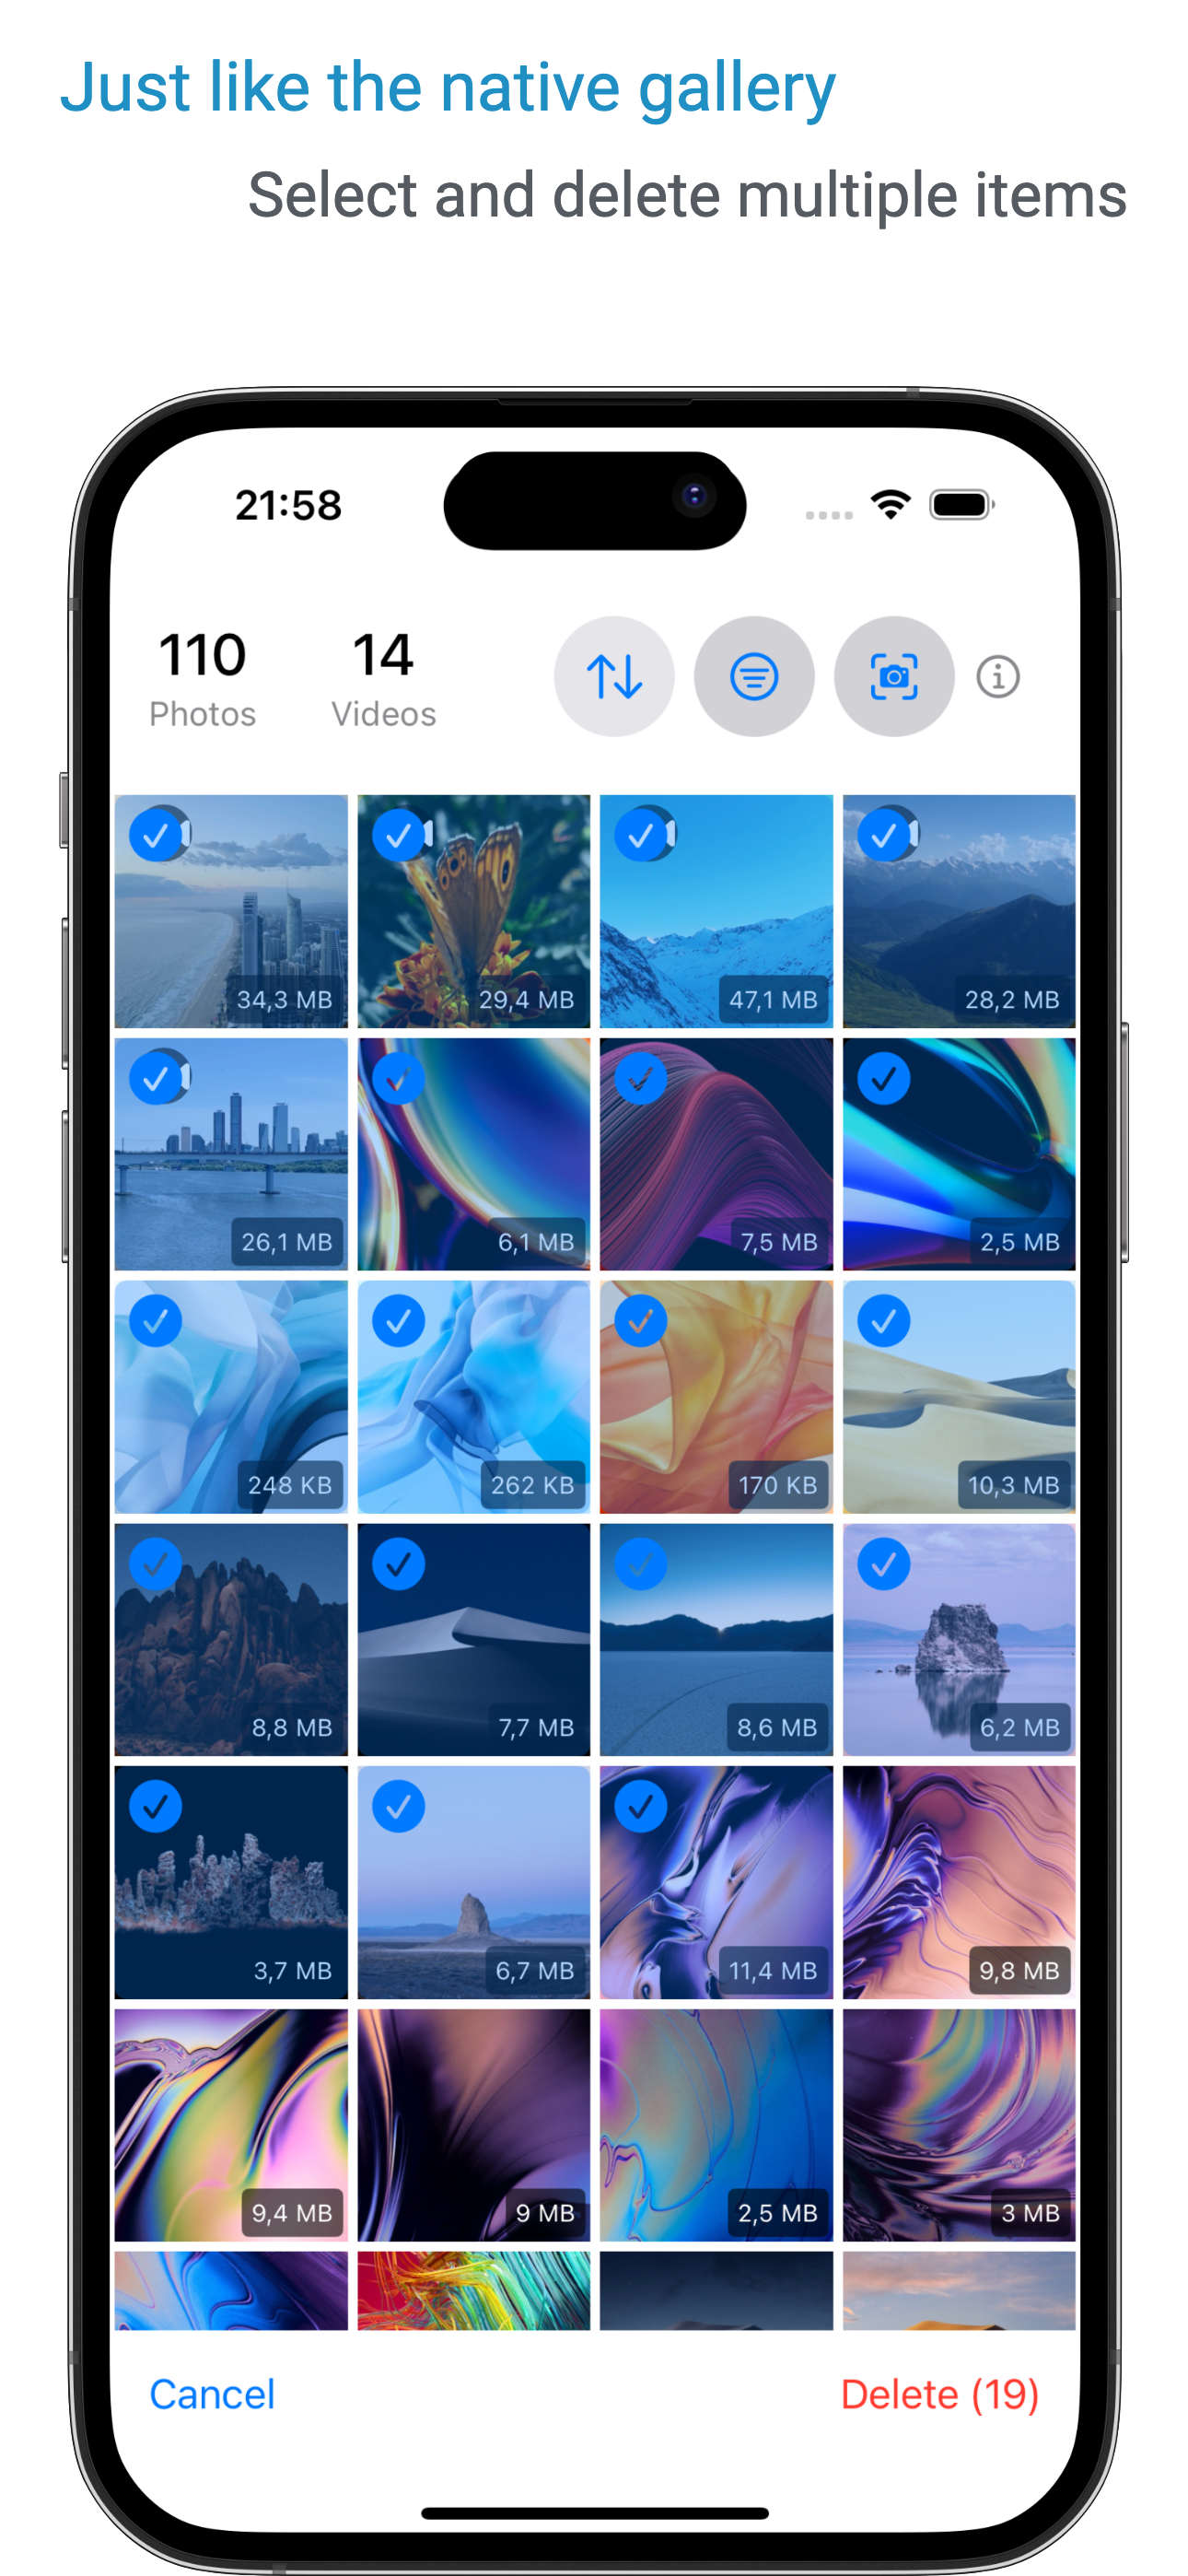 Just like the native gallery
Select and delete multiple items
21:58
110 14
Photos Videos
34,3 MB 29,4 MB 47,1 MB 28,2 MB
26,1 MB 6,1 MB 7,5 MB 2,5 MB
248 KB 262 KB 170 KB 10,3 MB
8,8 MB 7,7 MB 8,6 MB 6,2 MB
3,7 MB 6,7 MB 11,4 MB 9,8 MB
9,4 MB 9 MB 2,5 MB 3 MB
Cancel Delete (19)